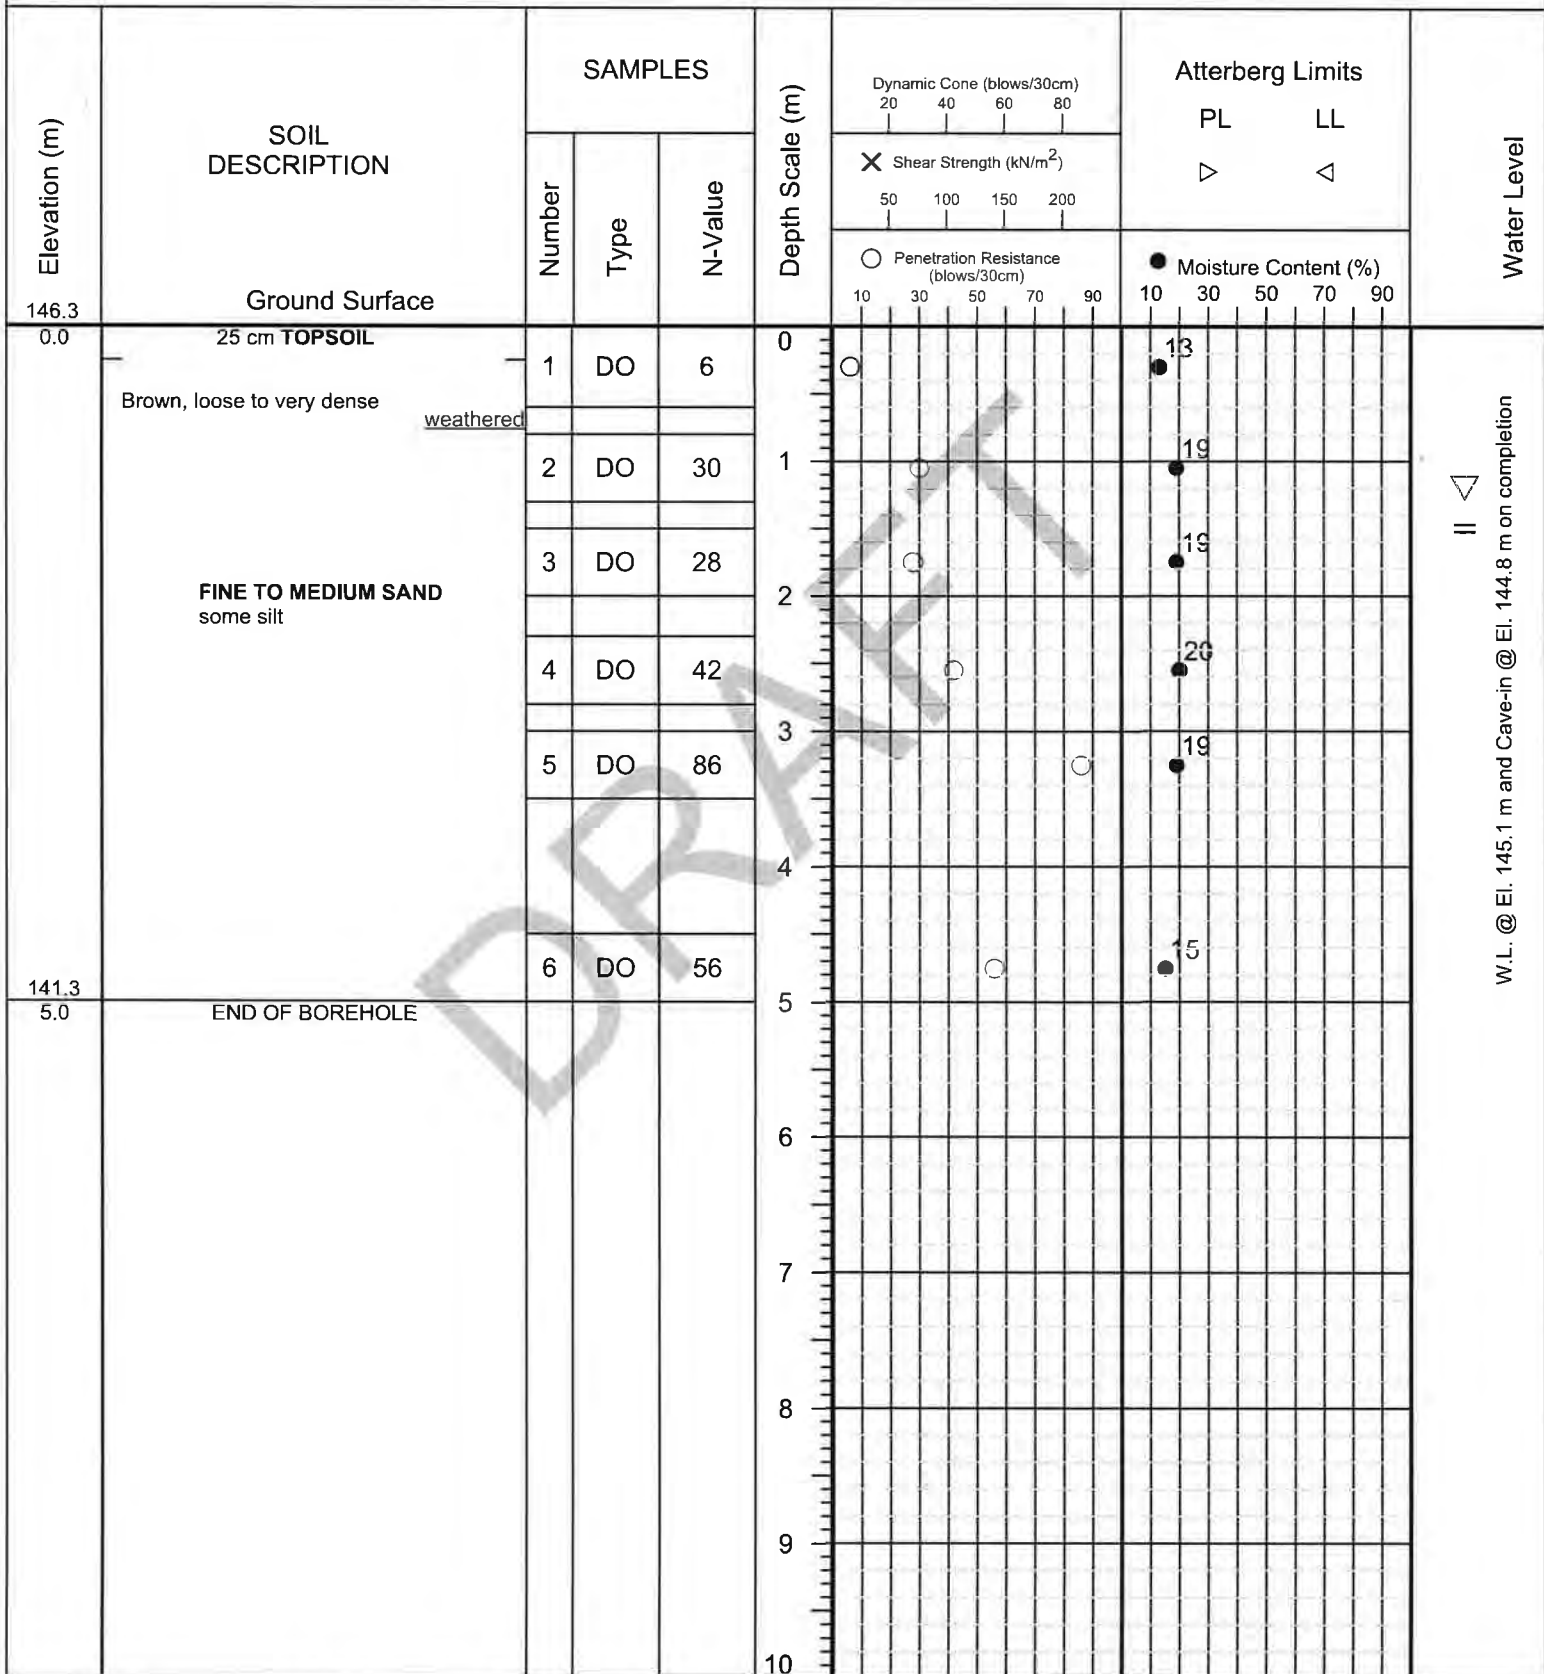 Elevation (m)
SOIL
DESCRIPTION
SAMPLES
Number
Type
N-Value
Depth Scale (m)
Dynamic Cone (blows/30cm)
20 40 60 80
X Shear Strength (kN/m²)
50 100 150 200
Penetration Resistance
(blows/30cm)
10 30 50 70 90
Atterberg Limits
PL LL
Moisture Content (%)
10 30 50 70 90
Water Level
146.3
Ground Surface
0.0
25 cm TOPSOIL
0
1 DO 6
13
Brown, loose to very dense
weathered
1
2 DO 30
19
3 DO 28
19
FINE TO MEDIUM SAND
some silt
2
4 DO 42
20
3
5 DO 86
19
4
6 DO 56
15
141.3
5.0
END OF BOREHOLE
5
6
7
8
9
10
W.L. @ El. 145.1 m and Cave-in @ El. 144.8 m on completion
DRAFT